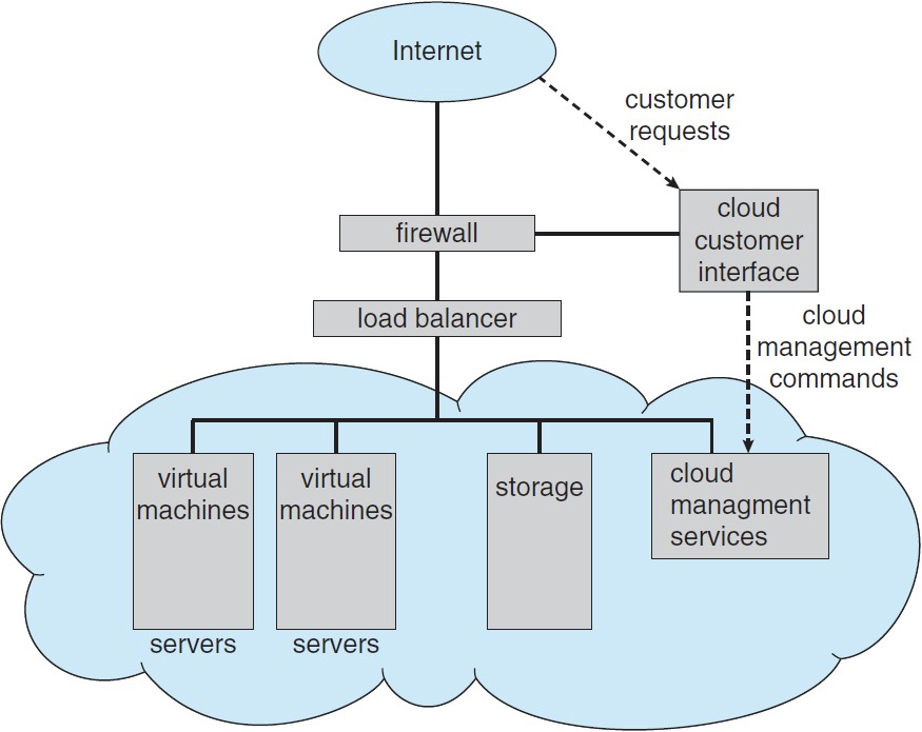 Internet
customer
requests
cloud
customer
interface
firewall
load balancer
cloud
management
commands
virtual
machines
virtual
machines
storage
cloud
managment
services
servers
servers